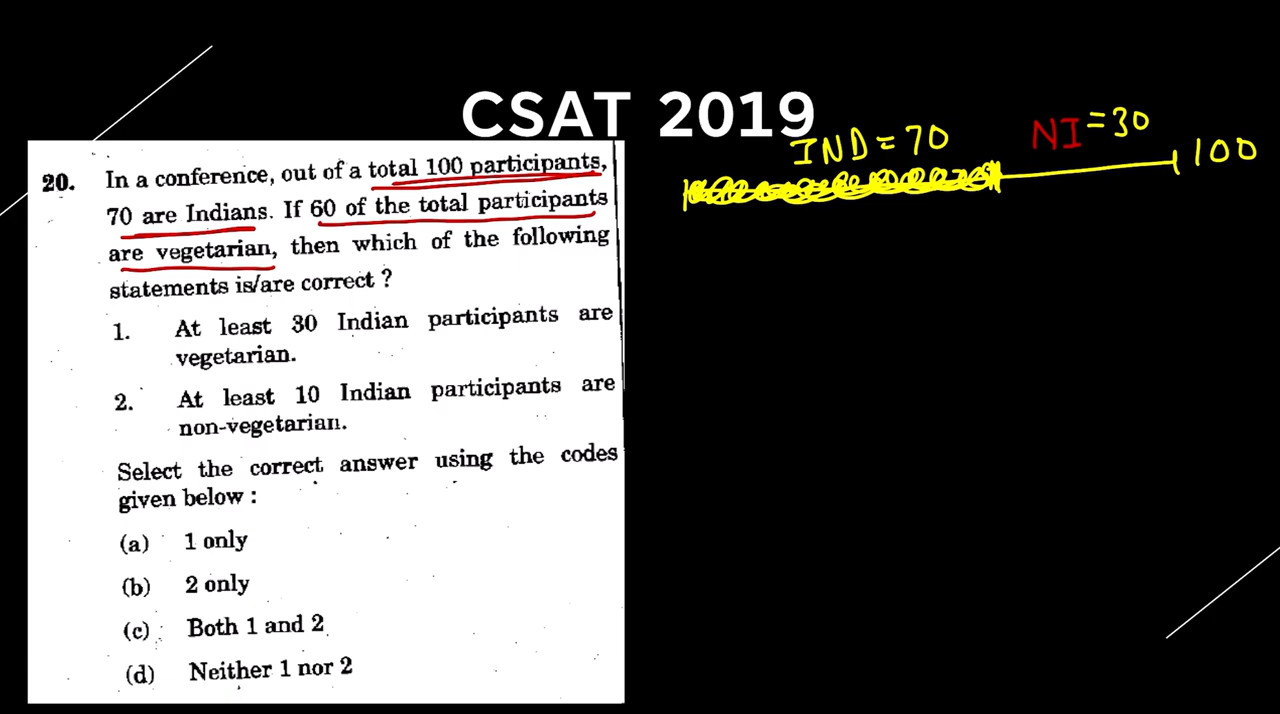 CSAT 2019
IND = 70
NI = 30
100
20. In a conference, out of a total 100 participants,
70 are Indians. If 60 of the total participants
are vegetarian, then which of the following
statements is/are correct ?
1. At least 30 Indian participants are
vegetarian.
2. At least 10 Indian participants are
non-vegetarian.
Select the correct answer using the codes
given below :
(a) 1 only
(b) 2 only
(c) Both 1 and 2
(d) Neither 1 nor 2